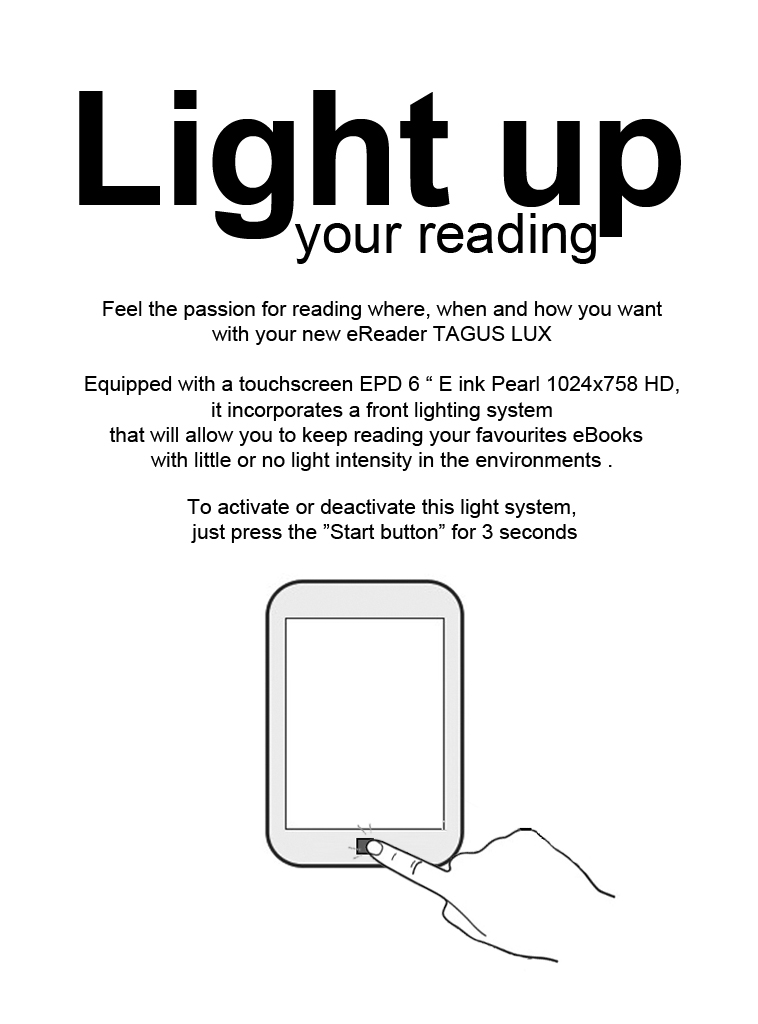 Light up
your reading
Feel the passion for reading where, when and how you want
with your new eReader TAGUS LUX
Equipped with a touchscreen EPD 6 “ E ink Pearl 1024x758 HD,
it incorporates a front lighting system
that will allow you to keep reading your favourites eBooks
with little or no light intensity in the environments .
To activate or deactivate this light system,
just press the ”Start button” for 3 seconds